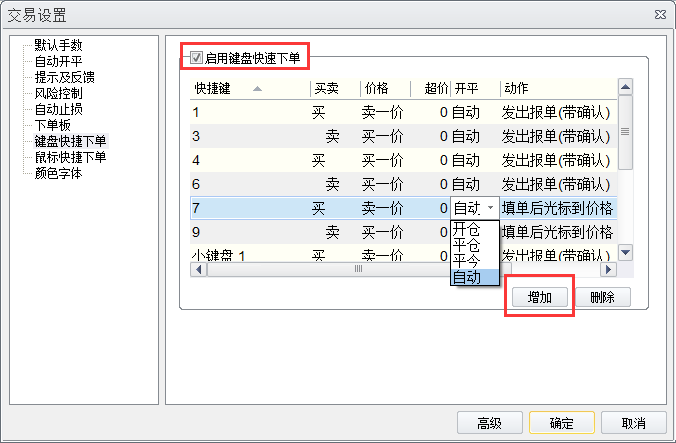 交易设置
默认手数
自动开平
提示及反馈
风险控制
自动止损
下单板
键盘快捷下单
鼠标快捷下单
颜色字体
启用键盘快速下单
快捷键 买卖 价格 超价 开平 动作
1 买 卖一价 0 自动 发出报单(带确认)
3 卖 买一价 0 自动 发出报单(带确认)
4 买 卖一价 0 自动 发出报单(带确认)
6 卖 买一价 0 自动 发出报单(带确认)
7 买 卖一价 0 自动 填单后光标到价格
9 卖 买一价 0 填单后光标到价格
小键盘 1 买 卖一价 0 发出报单(带确认)
开仓
平仓
平今
自动
增加 删除
高级 确定 取消